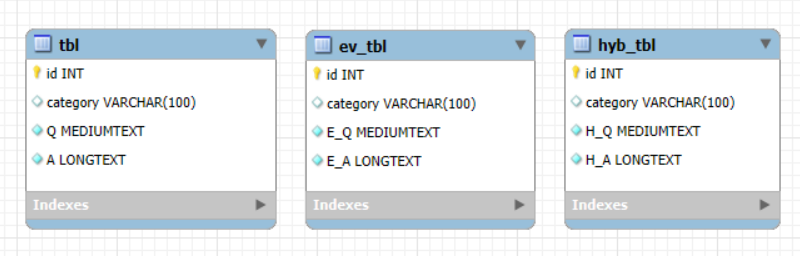 tbl
id INT
category VARCHAR(100)
Q MEDIUMTEXT
A LONGTEXT
Indexes
ev_tbl
id INT
category VARCHAR(100)
E_Q MEDIUMTEXT
E_A LONGTEXT
Indexes
hyb_tbl
id INT
category VARCHAR(100)
H_Q MEDIUMTEXT
H_A LONGTEXT
Indexes